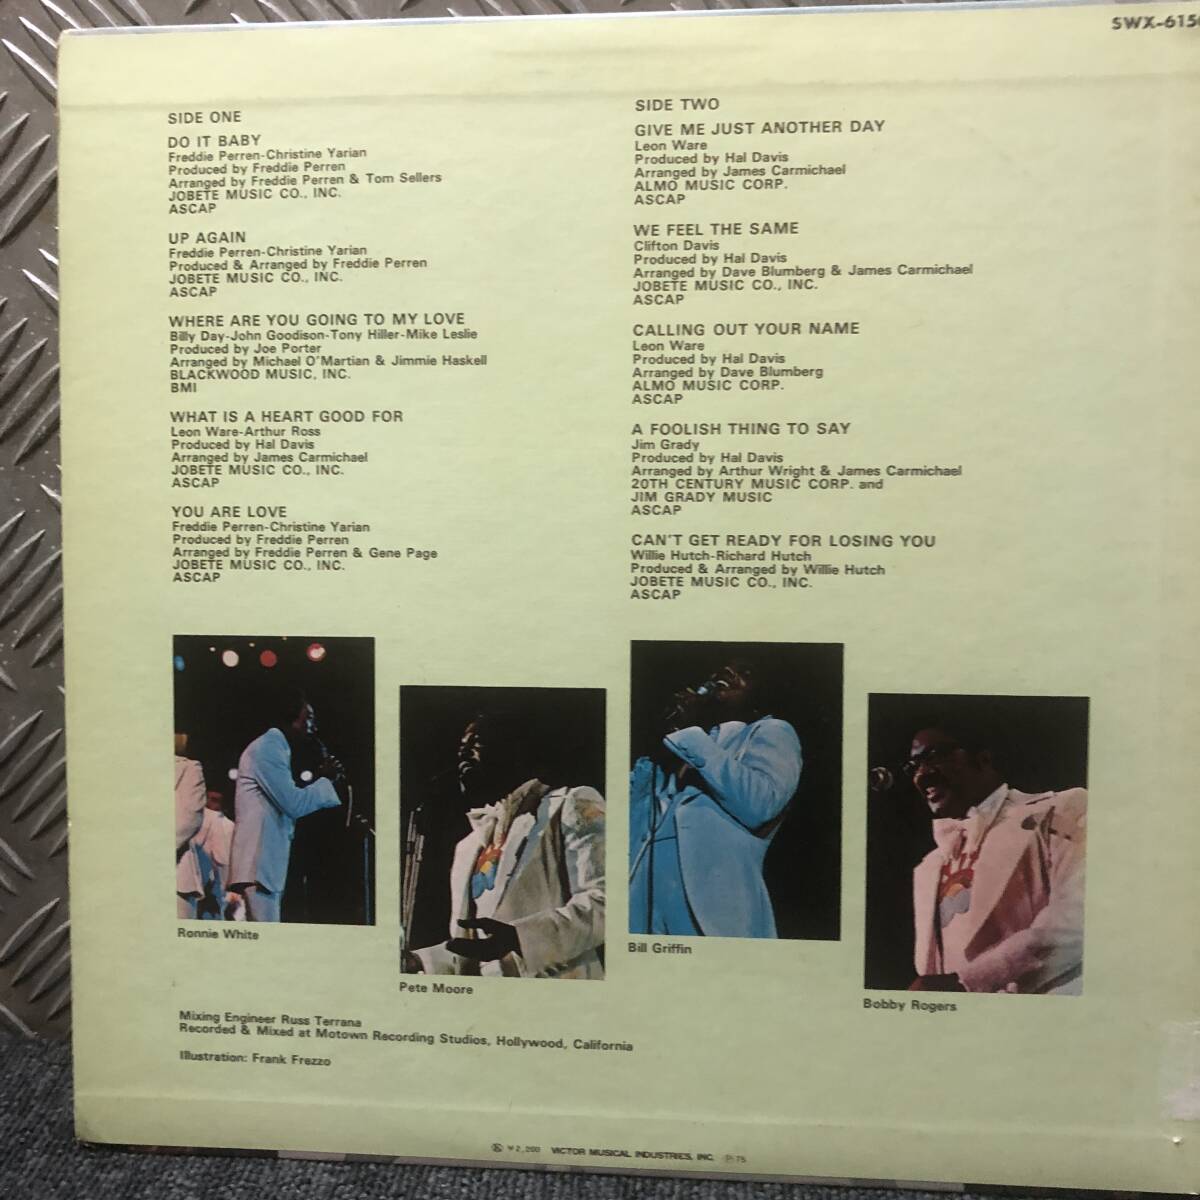 SWX-615
SIDE ONE
DO IT BABY
Freddie Perren-Christine Yarian
Produced by Freddie Perren
Arranged by Freddie Perren & Tom Sellers
JOBETE MUSIC CO., INC.
ASCAP
UP AGAIN
Freddie Perren-Christine Yarian
Produced & Arranged by Freddie Perren
JOBETE MUSIC CO., INC.
ASCAP
WHERE ARE YOU GOING TO MY LOVE
Billy Day-John Goodison-Tony Hiller-Mike Leslie
Produced by Joe Porter
Arranged by Michael O'Martian & Jimmie Haskell
BLACKWOOD MUSIC, INC.
BMI
WHAT IS A HEART GOOD FOR
Leon Ware-Arthur Ross
Produced by Hal Davis
Arranged by James Carmichael
JOBETE MUSIC CO., INC.
ASCAP
YOU ARE LOVE
Freddie Perren-Christine Yarian
Produced by Freddie Perren
Arranged by Freddie Perren & Gene Page
JOBETE MUSIC CO., INC.
ASCAP
SIDE TWO
GIVE ME JUST ANOTHER DAY
Leon Ware
Produced by Hal Davis
Arranged by James Carmichael
ALMO MUSIC CORP.
ASCAP
WE FEEL THE SAME
Clifton Davis
Produced by Hal Davis
Arranged by Dave Blumberg & James Carmichael
JOBETE MUSIC CO., INC.
ASCAP
CALLING OUT YOUR NAME
Leon Ware
Produced by Hal Davis
Arranged by Dave Blumberg
ALMO MUSIC CORP.
ASCAP
A FOOLISH THING TO SAY
Jim Grady
Produced by Hal Davis
Arranged by Arthur Wright & James Carmichael
20TH CENTURY MUSIC CORP. and
JIM GRADY MUSIC
ASCAP
CAN'T GET READY FOR LOSING YOU
Willie Hutch-Richard Hutch
Produced & Arranged by Willie Hutch
JOBETE MUSIC CO., INC.
ASCAP
Ronnie White
Pete Moore
Bill Griffin
Bobby Rogers
Mixing Engineer Russ Terrana
Recorded & Mixed at Motown Recording Studios, Hollywood, California
Illustration: Frank Frezzo
¥2,200 VICTOR MUSICAL INDUSTRIES, INC. Ⓟ 75